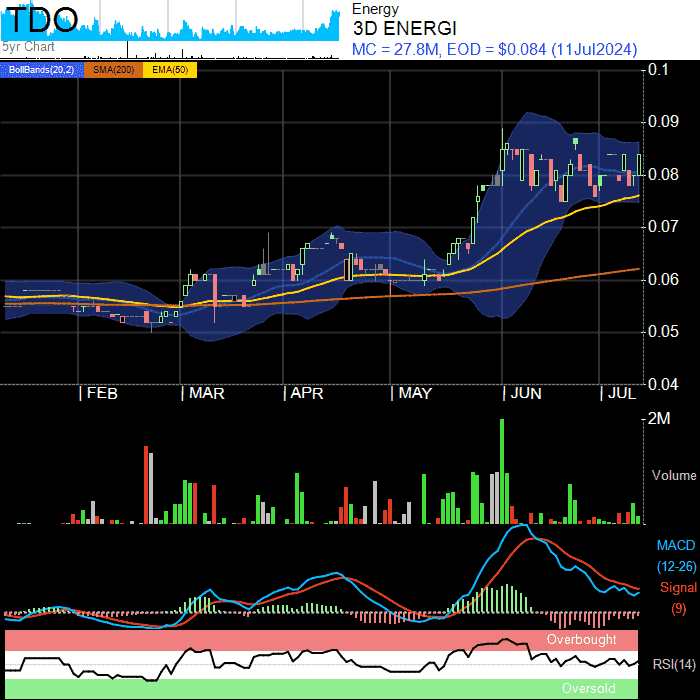 TDO
5yr Chart
Energy
3D ENERGI
MC = 27.8M, EOD = $0.084 (11Jul2024)
BollBands(20,2) SMA(200) EMA(50)
0.1
0.09
0.08
0.07
0.06
0.05
0.04
FEB MAR APR MAY JUN JUL
2M
Volume
MACD
(12-26)
Signal
(9)
Overbought
RSI(14)
Oversold